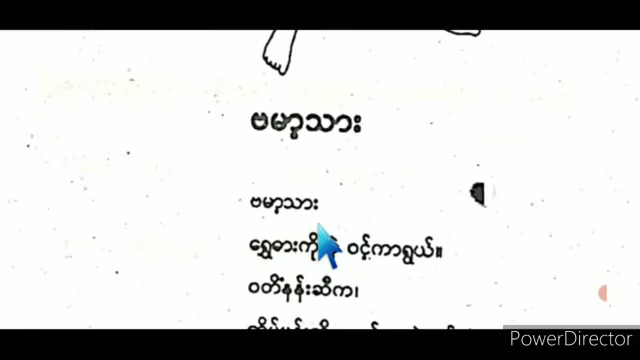 ဗမာ့သား
ဗမာ့သား
ရွှေဓားကို ဝင့်ကာရွယ်။
ဝတိံနန်းဆီက၊
PowerDirector